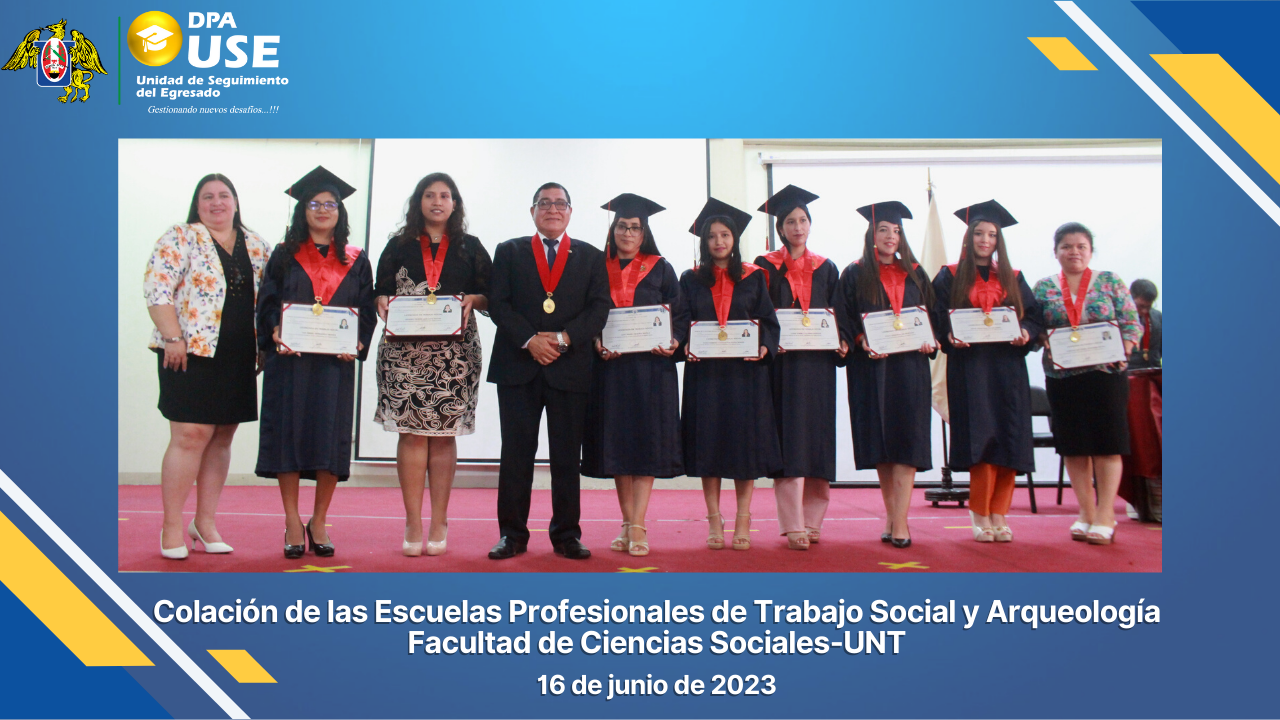 DPA
USE
Unidad de Seguimiento
del Egresado
Gestionando nuevos desafíos...!!!
Colación de las Escuelas Profesionales de Trabajo Social y Arqueología
Facultad de Ciencias Sociales-UNT
16 de junio de 2023